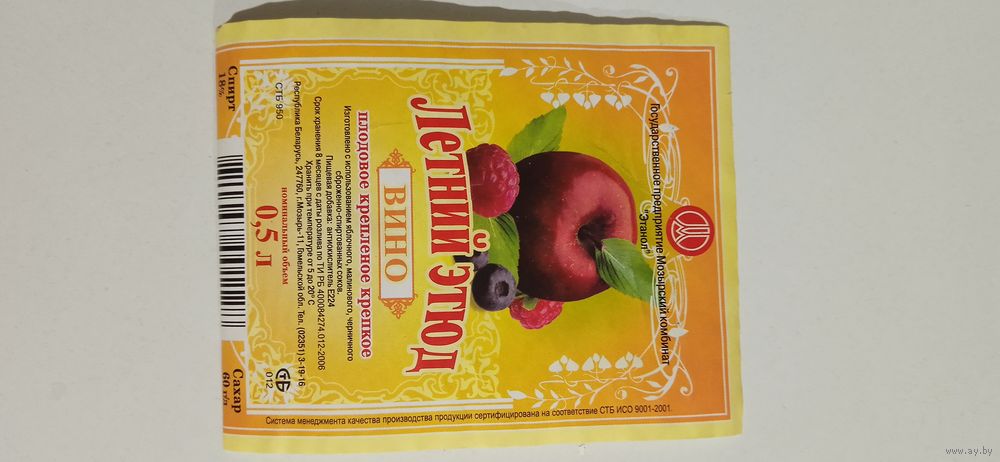 Государственное предприятие Мозырский комбинат
"Этанол"
Летний этюд
ВИНО
плодовое крепленое крепкое
Изготовлено с использованием яблочного, малинового, черничного
сброженно-спиртованных соков.
Пищевая добавка: антиокислитель Е224
Срок хранения 8 месяцев с даты розлива по ТИ РБ 400084274.012-2006
Хранить при температуре от 5 до 20° С
Республика Беларусь, 247760, г.Мозырь-11, Гомельской обл. Тел. (02351) 3-19-16
СТБ 950
номинальный объем
0,5 л
СТБ
012
Спирт
18%
Сахар
60 г/л
Система менеджмента качества производства продукции сертифицирована на соответствие СТБ ИСО 9001-2001.
www.ay.by